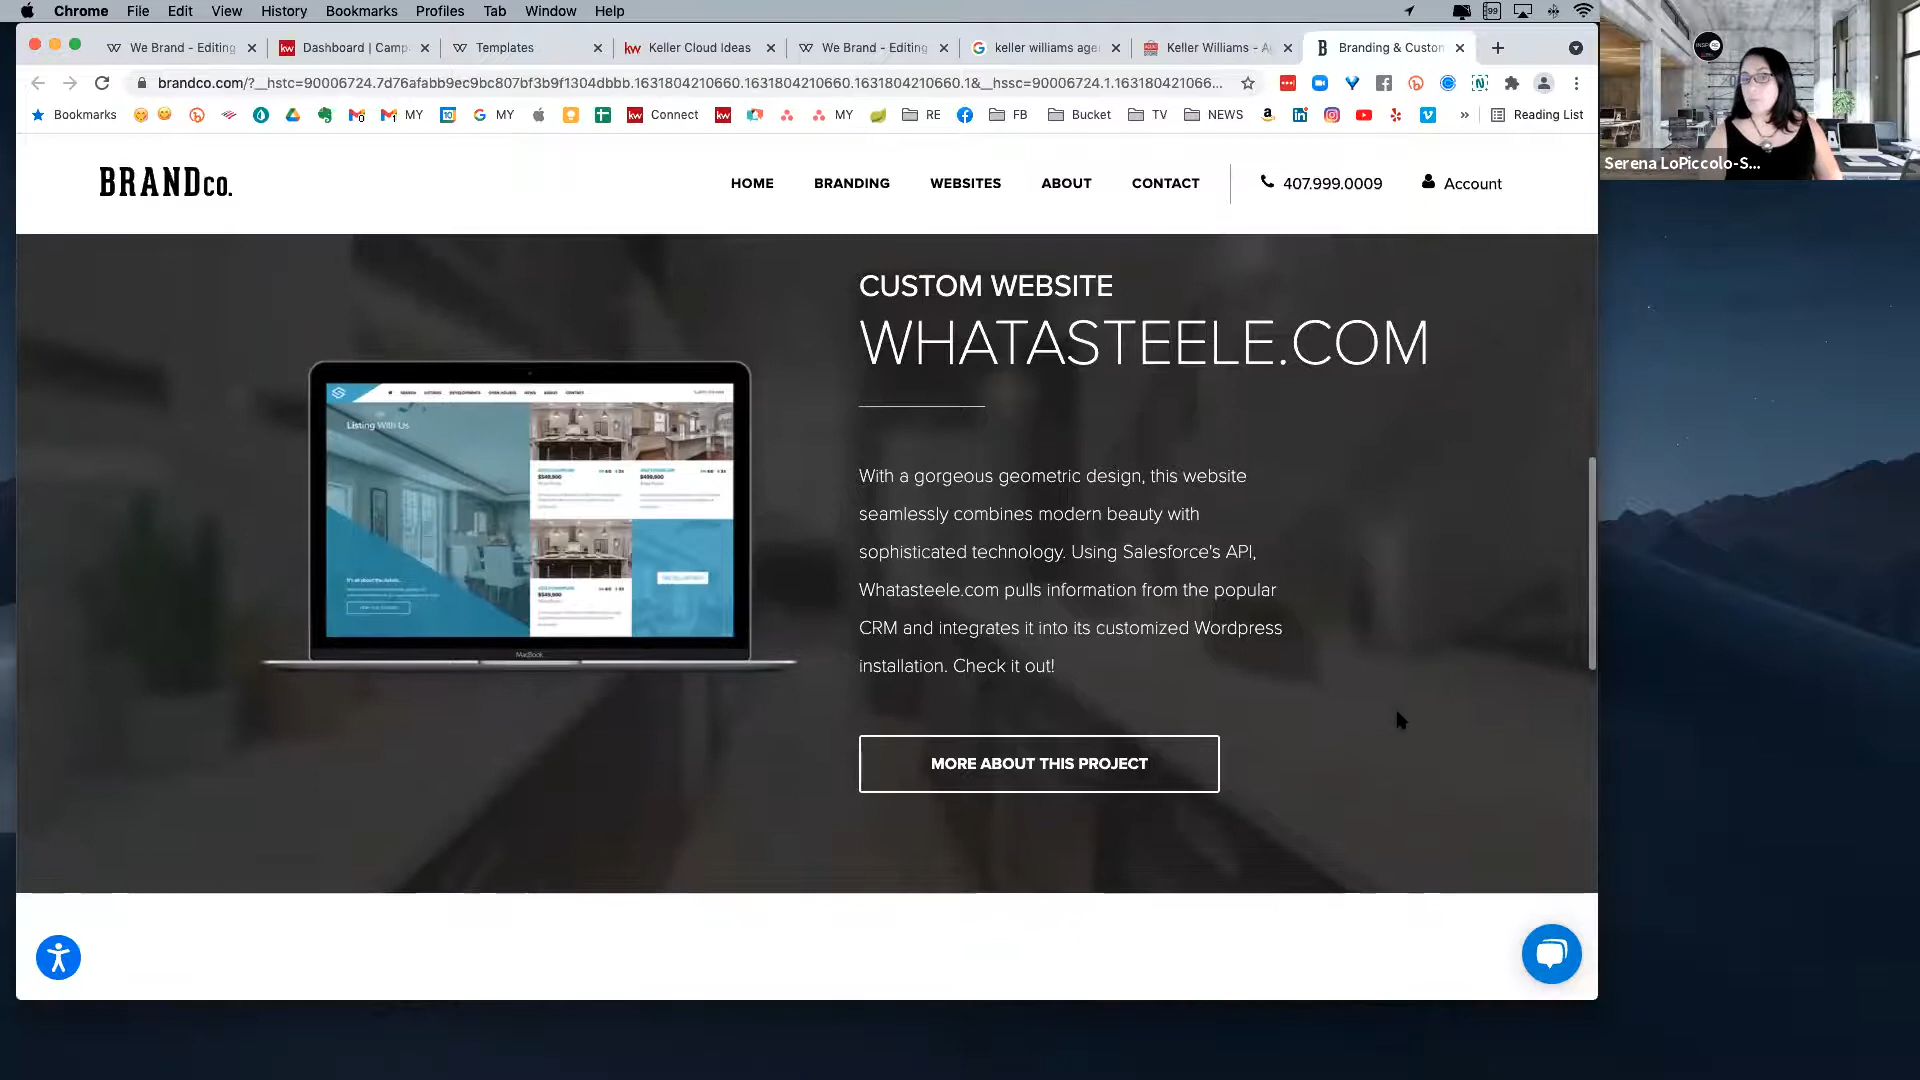 Chrome File Edit View History Bookmarks Profiles Tab Window Help
We Brand - Editing
Dashboard | Camp
Templates
Keller Cloud Ideas
We Brand - Editing
keller williams age
Keller Williams - A
Branding & Custon
brandco.com/?__hstc=90006724.7d76afabb9ec9bc807bf3b9f1304dbbb.1631804210660.1631804210660.1631804210660.1&__hssc=90006724.1.163180421066...
Bookmarks MY MY Connect MY RE FB Bucket TV NEWS Reading List
Serena LoPiccolo-S...
BRANDco.
HOME BRANDING WEBSITES ABOUT CONTACT 407.999.0009 Account
CUSTOM WEBSITE
WHATASTEELE.COM
With a gorgeous geometric design, this website
seamlessly combines modern beauty with
sophisticated technology. Using Salesforce's API,
Whatasteele.com pulls information from the popular
CRM and integrates it into its customized Wordpress
installation. Check it out!
MORE ABOUT THIS PROJECT
Listing With Us
$549,900
MacBook